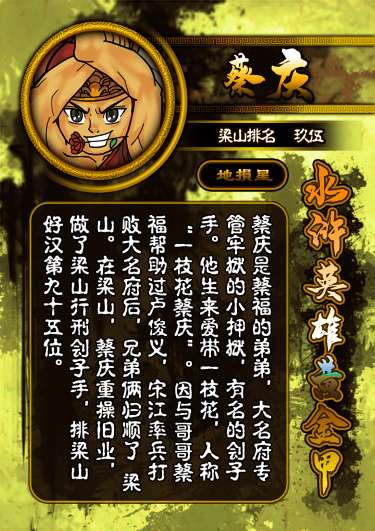 蔡庆
梁山排名 玖伍
地损星
水浒英雄黄金甲
蔡庆是蔡福的弟弟，大名府专
管牢狱的小押狱，有名的刽子
手。他生来爱带一枝花，人称
“一枝花蔡庆”。因与哥哥蔡
福帮助过卢俊义，宋江率兵打
败大名府后，兄弟俩归顺了梁
山。在梁山，蔡庆重操旧业，
做了梁山行刑刽子手，排梁山
好汉第九十五位。